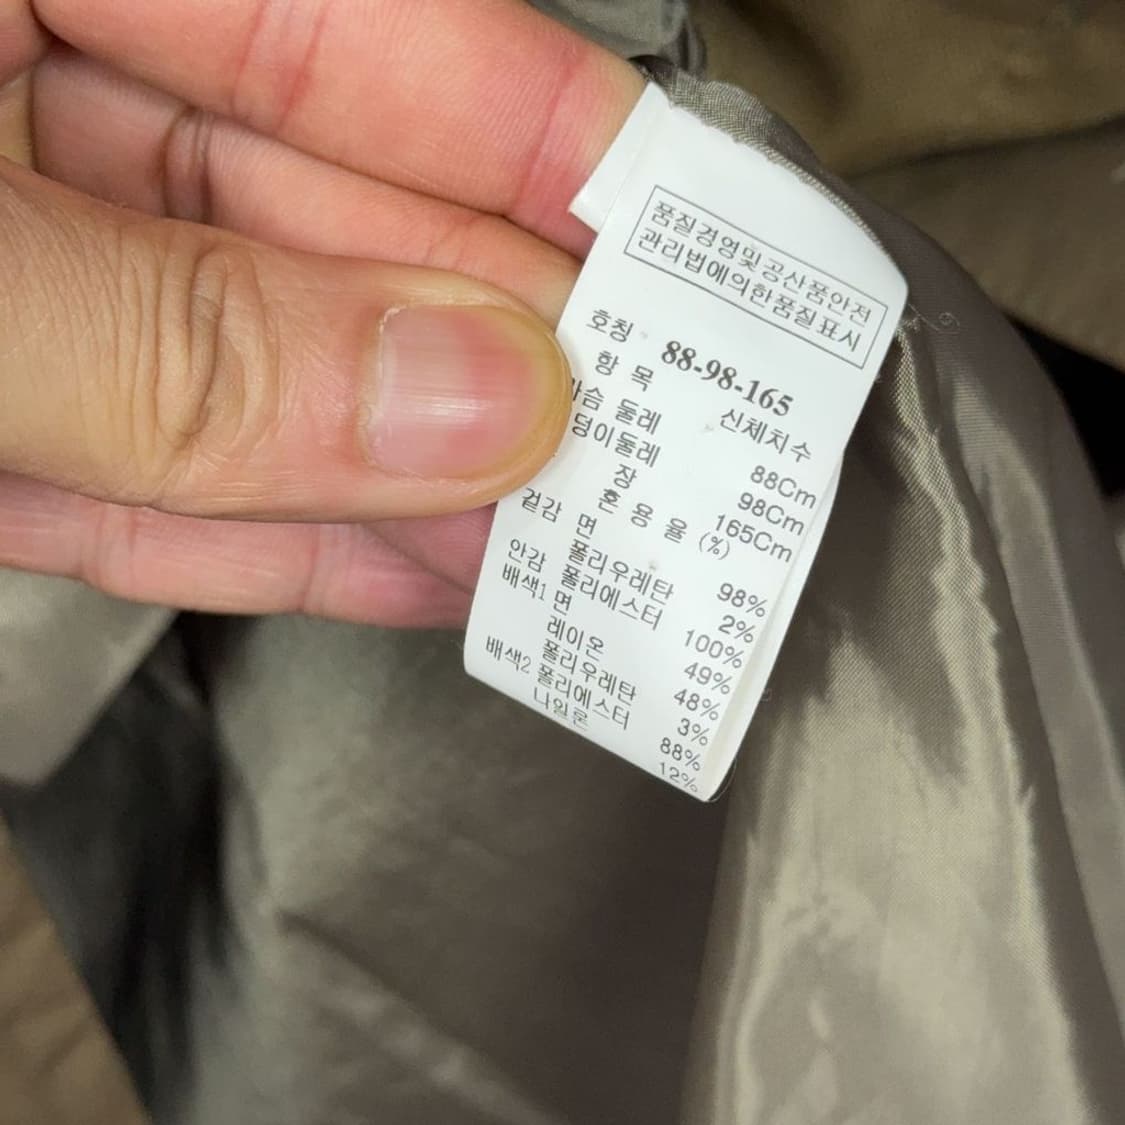 품질경영및공산품안전
관리법에의한품질표시
호칭 88-98-165
항 목 신체치수
가슴 둘레 88Cm
덩이둘레 98Cm
장 165Cm
혼 용 율 (%)
겉감 면 98%
폴리우레탄 2%
안감 폴리에스터 100%
배색1 면 49%
레이온 48%
폴리우레탄 3%
배색2 폴리에스터 88%
나일론 12%